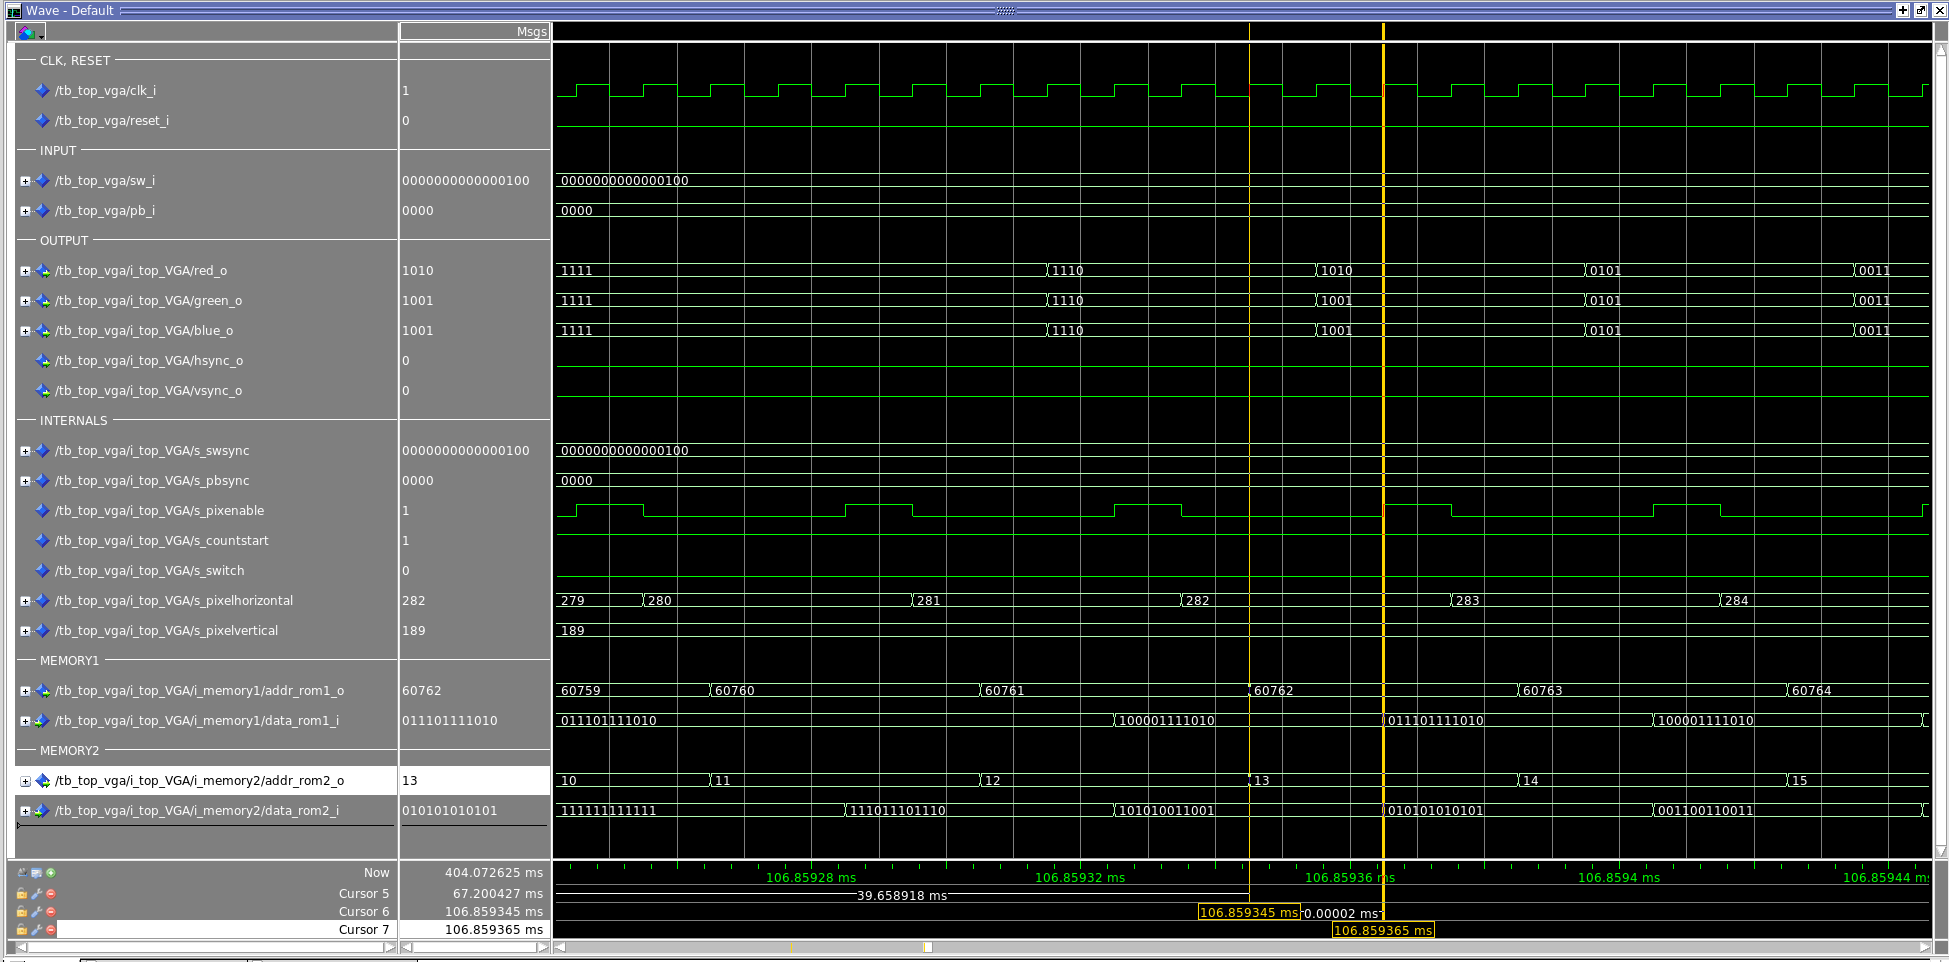 Wave - Default
Msgs
CLK, RESET
/tb_top_vga/clk_i 1
/tb_top_vga/reset_i 0
INPUT
/tb_top_vga/sw_i 0000000000000100 0000000000000100
/tb_top_vga/pb_i 0000 0000
OUTPUT
/tb_top_vga/i_top_VGA/red_o 1010 1111 1110 1010 0101 0011
/tb_top_vga/i_top_VGA/green_o 1001 1111 1110 1001 0101 0011
/tb_top_vga/i_top_VGA/blue_o 1001 1111 1110 1001 0101 0011
/tb_top_vga/i_top_VGA/hsync_o 0
/tb_top_vga/i_top_VGA/vsync_o 0
INTERNALS
/tb_top_vga/i_top_VGA/s_swsync 0000000000000100 0000000000000100
/tb_top_vga/i_top_VGA/s_pbsync 0000 0000
/tb_top_vga/i_top_VGA/s_pixenable 1
/tb_top_vga/i_top_VGA/s_countstart 1
/tb_top_vga/i_top_VGA/s_switch 0
/tb_top_vga/i_top_VGA/s_pixelhorizontal 282 279 280 281 282 283 284
/tb_top_vga/i_top_VGA/s_pixelvertical 189 189
MEMORY1
/tb_top_vga/i_top_VGA/i_memory1/addr_rom1_o 60762 60759 60760 60761 60762 60763 60764
/tb_top_vga/i_top_VGA/i_memory1/data_rom1_i 011101111010 011101111010 100001111010 011101111010 100001111010
MEMORY2
/tb_top_vga/i_top_VGA/i_memory2/addr_rom2_o 13 10 11 12 13 14 15
/tb_top_vga/i_top_VGA/i_memory2/data_rom2_i 010101010101 111111111111 111011101110 101010011001 010101010101 001100110011
Now 404.072625 ms 106.85928 ms 106.85932 ms 106.85936 ms 106.8594 ms 106.85944 ms
Cursor 5 67.200427 ms 39.658918 ms
Cursor 6 106.859345 ms 106.859345 ms 0.00002 ms
Cursor 7 106.859365 ms 106.859365 ms